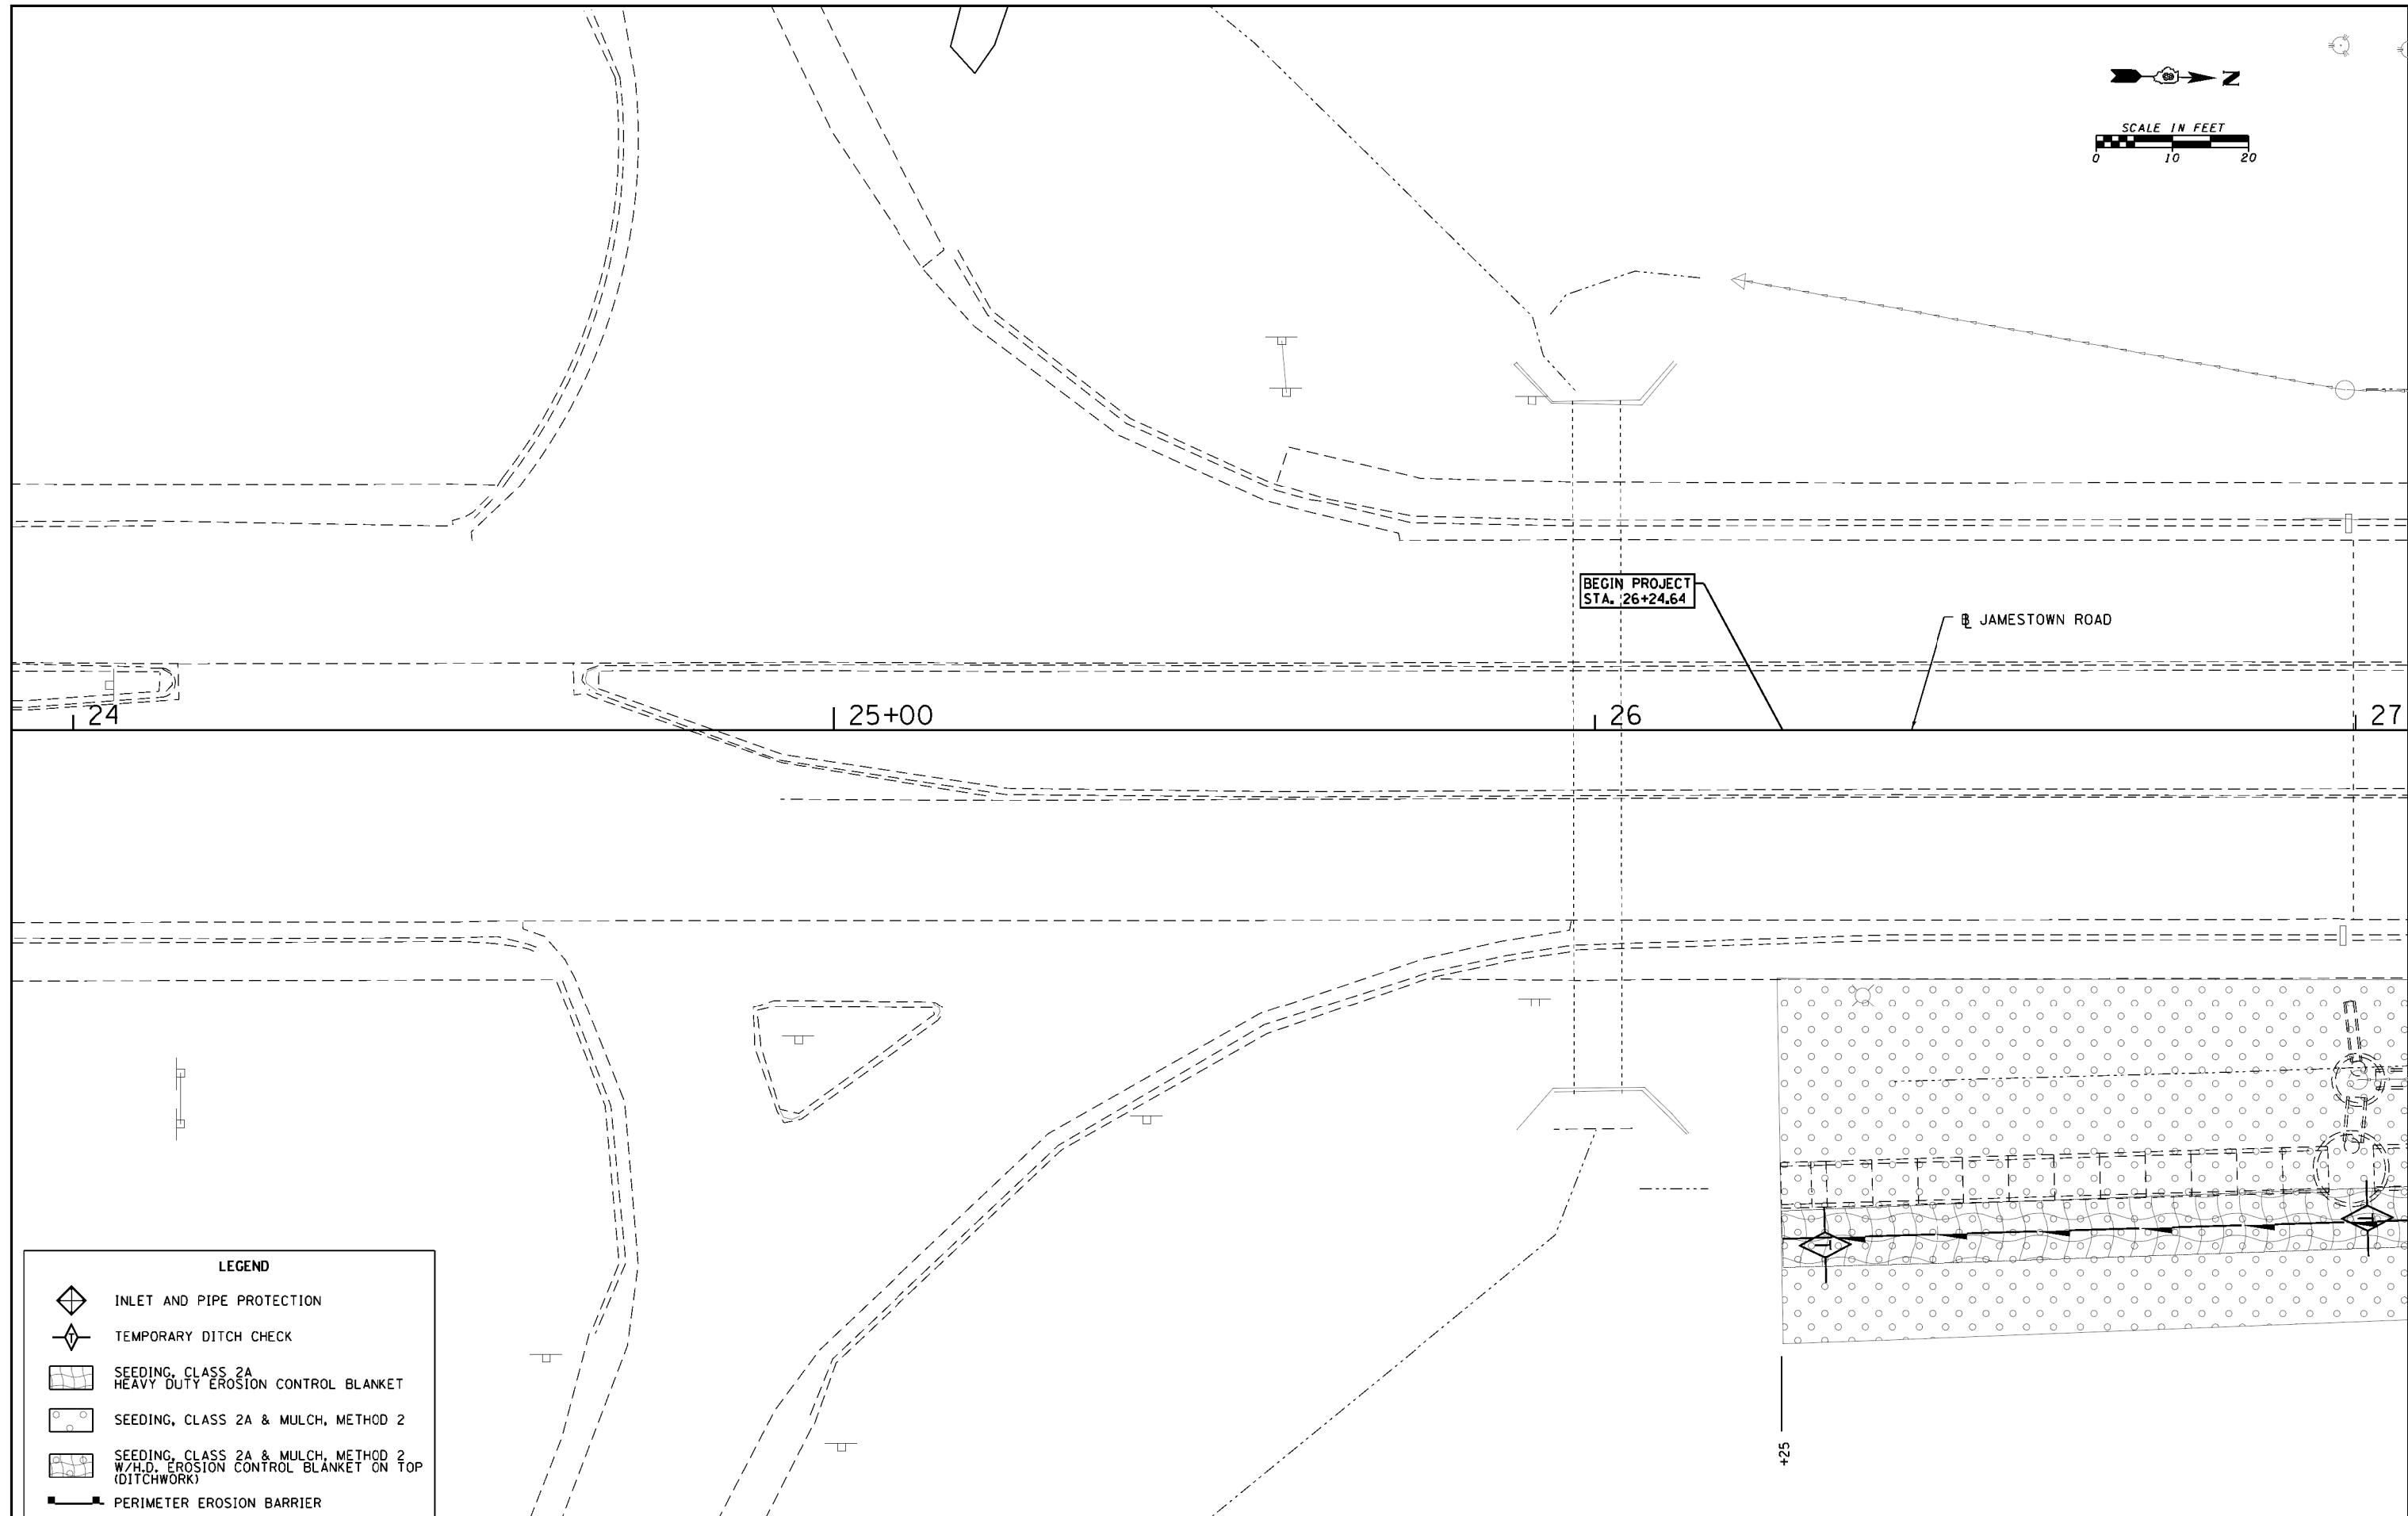 N
SCALE IN FEET
0 10 20
BEGIN PROJECT
STA. 26+24.64
℄ JAMESTOWN ROAD
24 25+00 26 27
T
T
+25
LEGEND
INLET AND PIPE PROTECTION
T TEMPORARY DITCH CHECK
SEEDING, CLASS 2A
HEAVY DUTY EROSION CONTROL BLANKET
SEEDING, CLASS 2A & MULCH, METHOD 2
SEEDING, CLASS 2A & MULCH, METHOD 2
W/H.D. EROSION CONTROL BLANKET ON TOP
(DITCHWORK)
PERIMETER EROSION BARRIER